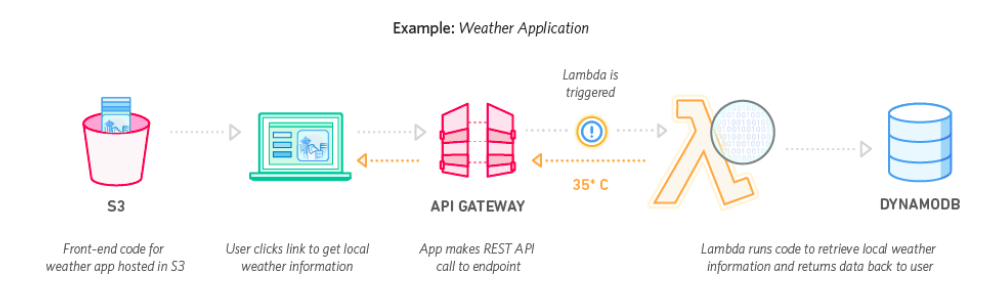 Example: Weather Application
Lambda is
triggered
35° C
S3
API GATEWAY
DYNAMODB
Front-end code for
weather app hosted in S3
User clicks link to get local
weather information
App makes REST API
call to endpoint
Lambda runs code to retrieve local weather
information and returns data back to user